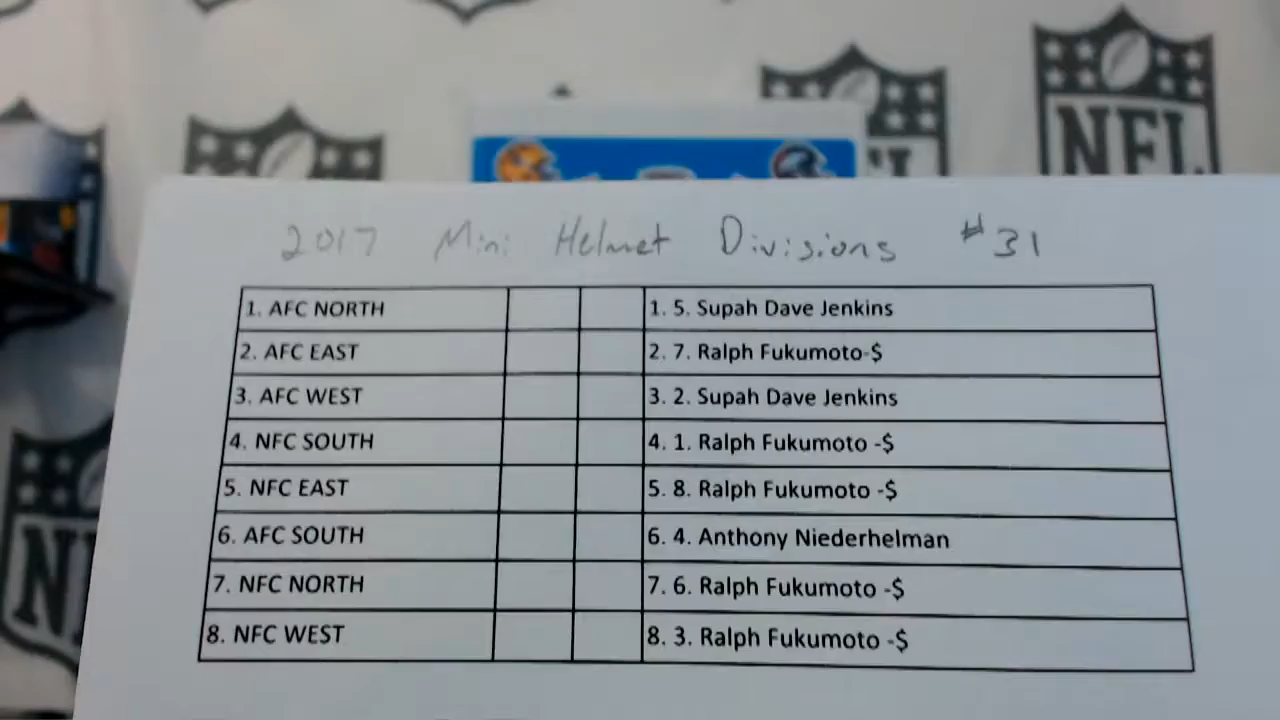 NFL
2017 Mini Helmet Divisions #31
1. AFC NORTH 1. 5. Supah Dave Jenkins
2. AFC EAST 2. 7. Ralph Fukumoto-$
3. AFC WEST 3. 2. Supah Dave Jenkins
4. NFC SOUTH 4. 1. Ralph Fukumoto -$
5. NFC EAST 5. 8. Ralph Fukumoto -$
6. AFC SOUTH 6. 4. Anthony Niederhelman
7. NFC NORTH 7. 6. Ralph Fukumoto -$
8. NFC WEST 8. 3. Ralph Fukumoto -$